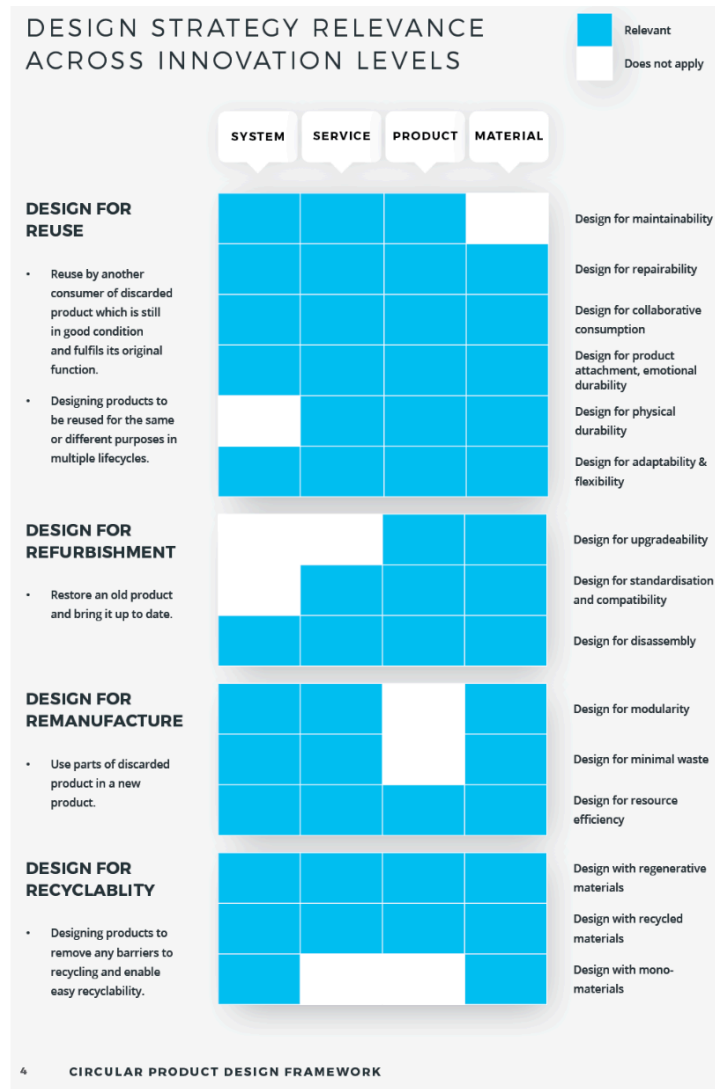 DESIGN STRATEGY RELEVANCE
ACROSS INNOVATION LEVELS
Relevant
Does not apply
SYSTEM
SERVICE
PRODUCT
MATERIAL
DESIGN FOR
REUSE
• Reuse by another
consumer of discarded
product which is still
in good condition
and fulfils its original
function.
• Designing products to
be reused for the same
or different purposes in
multiple lifecycles.
Design for maintainability
Design for repairability
Design for collaborative
consumption
Design for product
attachment, emotional
durability
Design for physical
durability
Design for adaptability &
flexibility
DESIGN FOR
REFURBISHMENT
• Restore an old product
and bring it up to date.
Design for upgradeability
Design for standardisation
and compatibility
Design for disassembly
DESIGN FOR
REMANUFACTURE
• Use parts of discarded
product in a new
product.
Design for modularity
Design for minimal waste
Design for resource
efficiency
DESIGN FOR
RECYCLABLITY
• Designing products to
remove any barriers to
recycling and enable
easy recyclability.
Design with regenerative
materials
Design with recycled
materials
Design with mono-
materials
4 CIRCULAR PRODUCT DESIGN FRAMEWORK